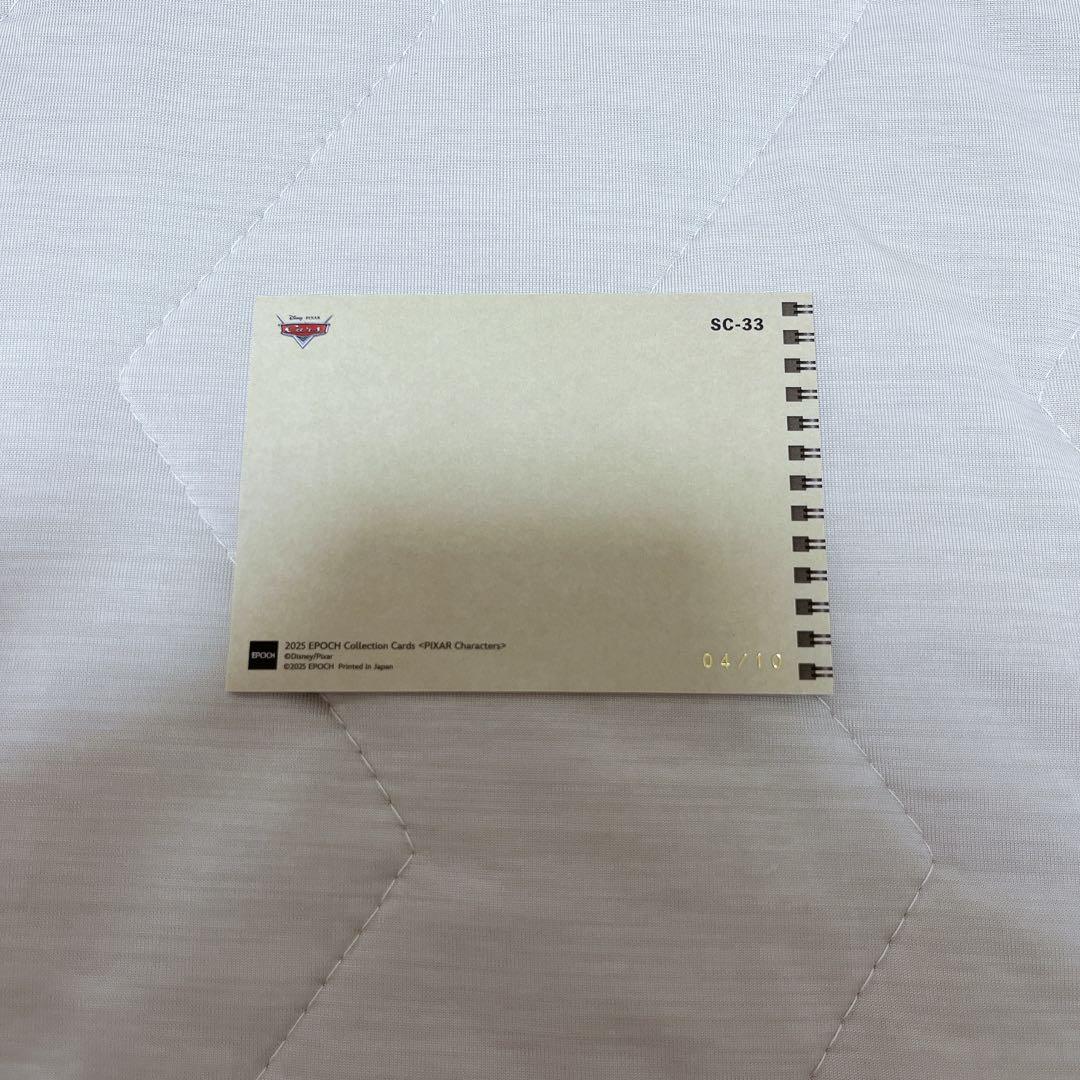 Disney PIXAR
Cars
SC-33
EPOCH
2025 EPOCH Collection Cards <PIXAR Characters>
©Disney/Pixar
©2025 EPOCH Printed in Japan
04/10